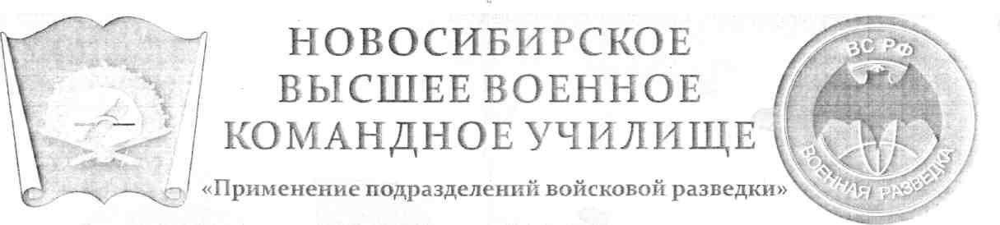 НОВОСИБИРСКОЕ
ВЫСШЕЕ ВОЕННОЕ
КОМАНДНОЕ УЧИЛИЩЕ
«Применение подразделений войсковой разведки»
ВС РФ
ВОЕННАЯ РАЗВЕДКА